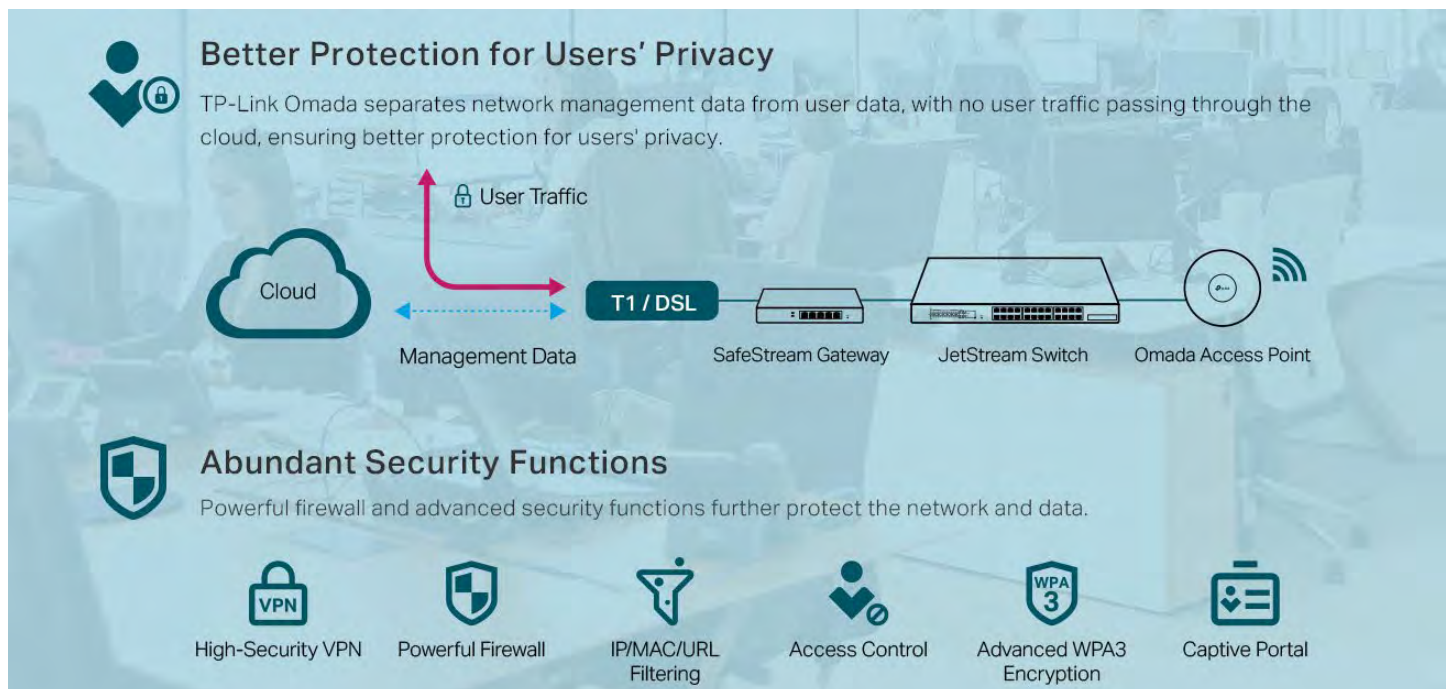 Better Protection for Users' Privacy
TP-Link Omada separates network management data from user data, with no user traffic passing through the
cloud, ensuring better protection for users' privacy.
User Traffic
Cloud
T1 / DSL
Management Data
SafeStream Gateway
JetStream Switch
Omada Access Point
Abundant Security Functions
Powerful firewall and advanced security functions further protect the network and data.
VPN
WPA
3
High-Security VPN
Powerful Firewall
IP/MAC/URL
Filtering
Access Control
Advanced WPA3
Encryption
Captive Portal